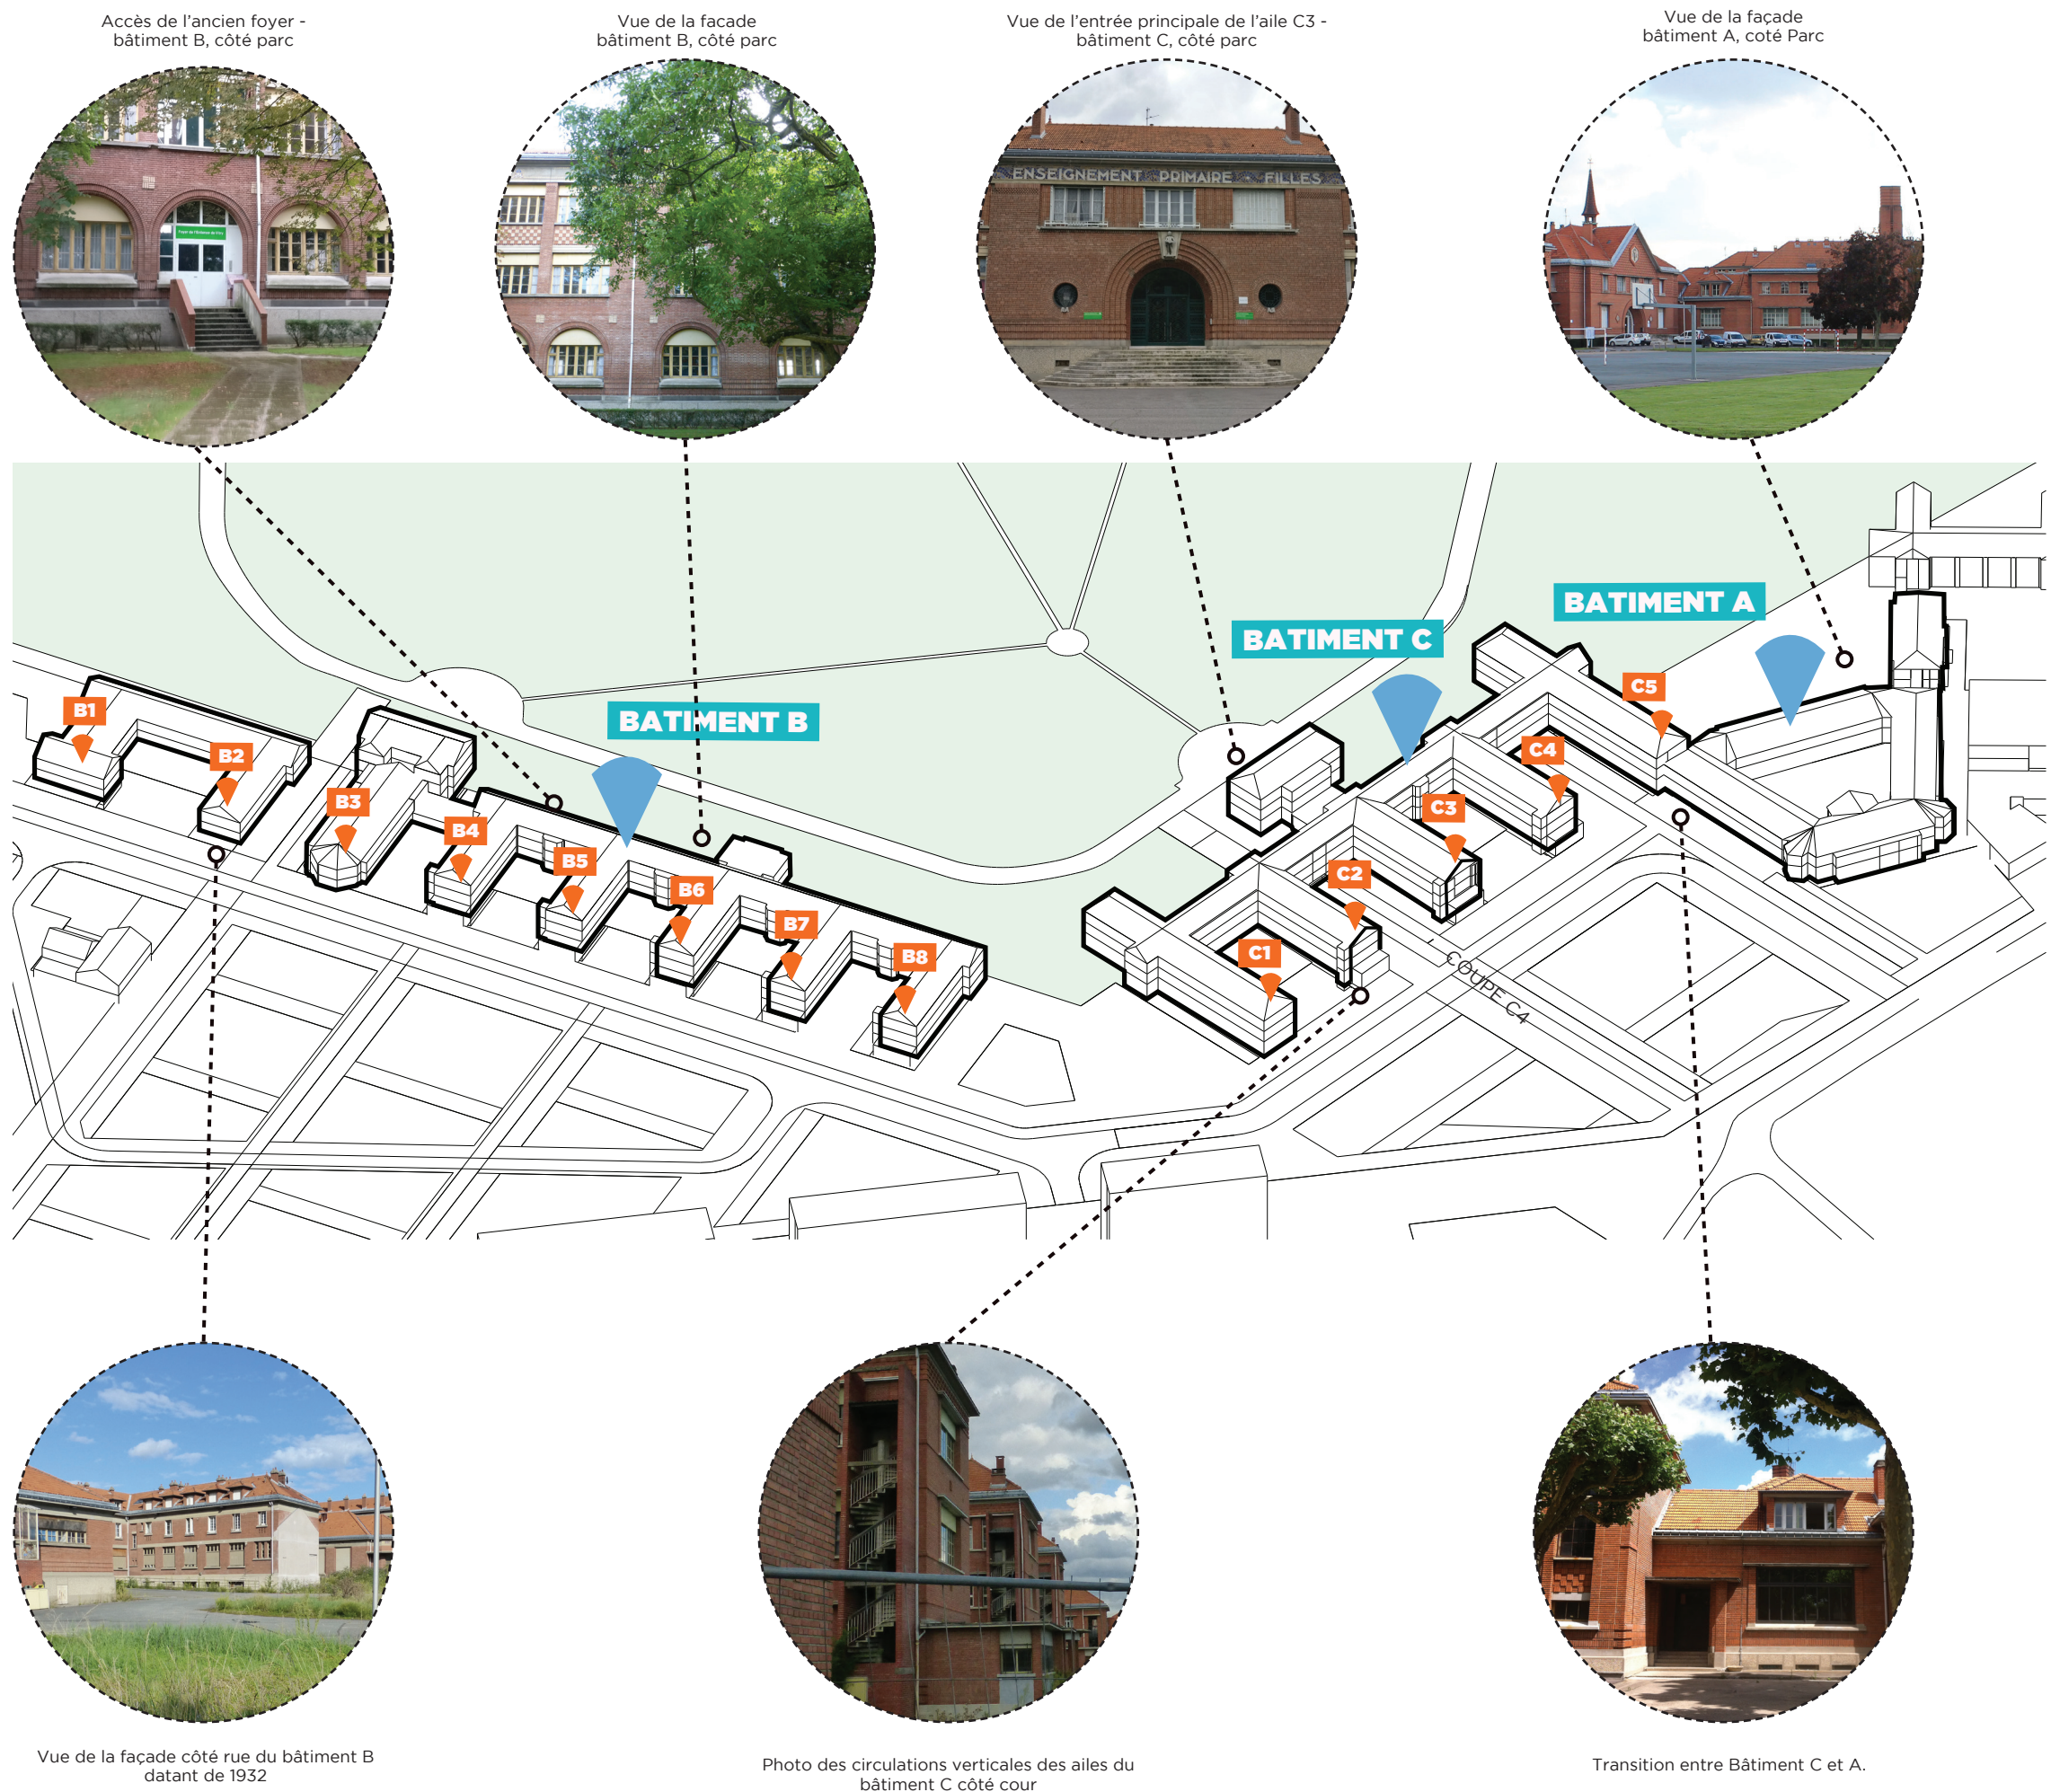 Accès de l'ancien foyer -
bâtiment B, côté parc
Vue de la facade
bâtiment B, côté parc
Vue de l'entrée principale de l'aile C3 -
bâtiment C, côté parc
Vue de la façade
bâtiment A, coté Parc
ENSEIGNEMENT PRIMAIRE FILLES
BATIMENT A
BATIMENT C
BATIMENT B
B1
B2
B3
B4
B5
B6
B7
B8
C1
C2
C3
C4
C5
COUPE C4
Vue de la façade côté rue du bâtiment B
datant de 1932
Photo des circulations verticales des ailes du
bâtiment C côté cour
Transition entre Bâtiment C et A.